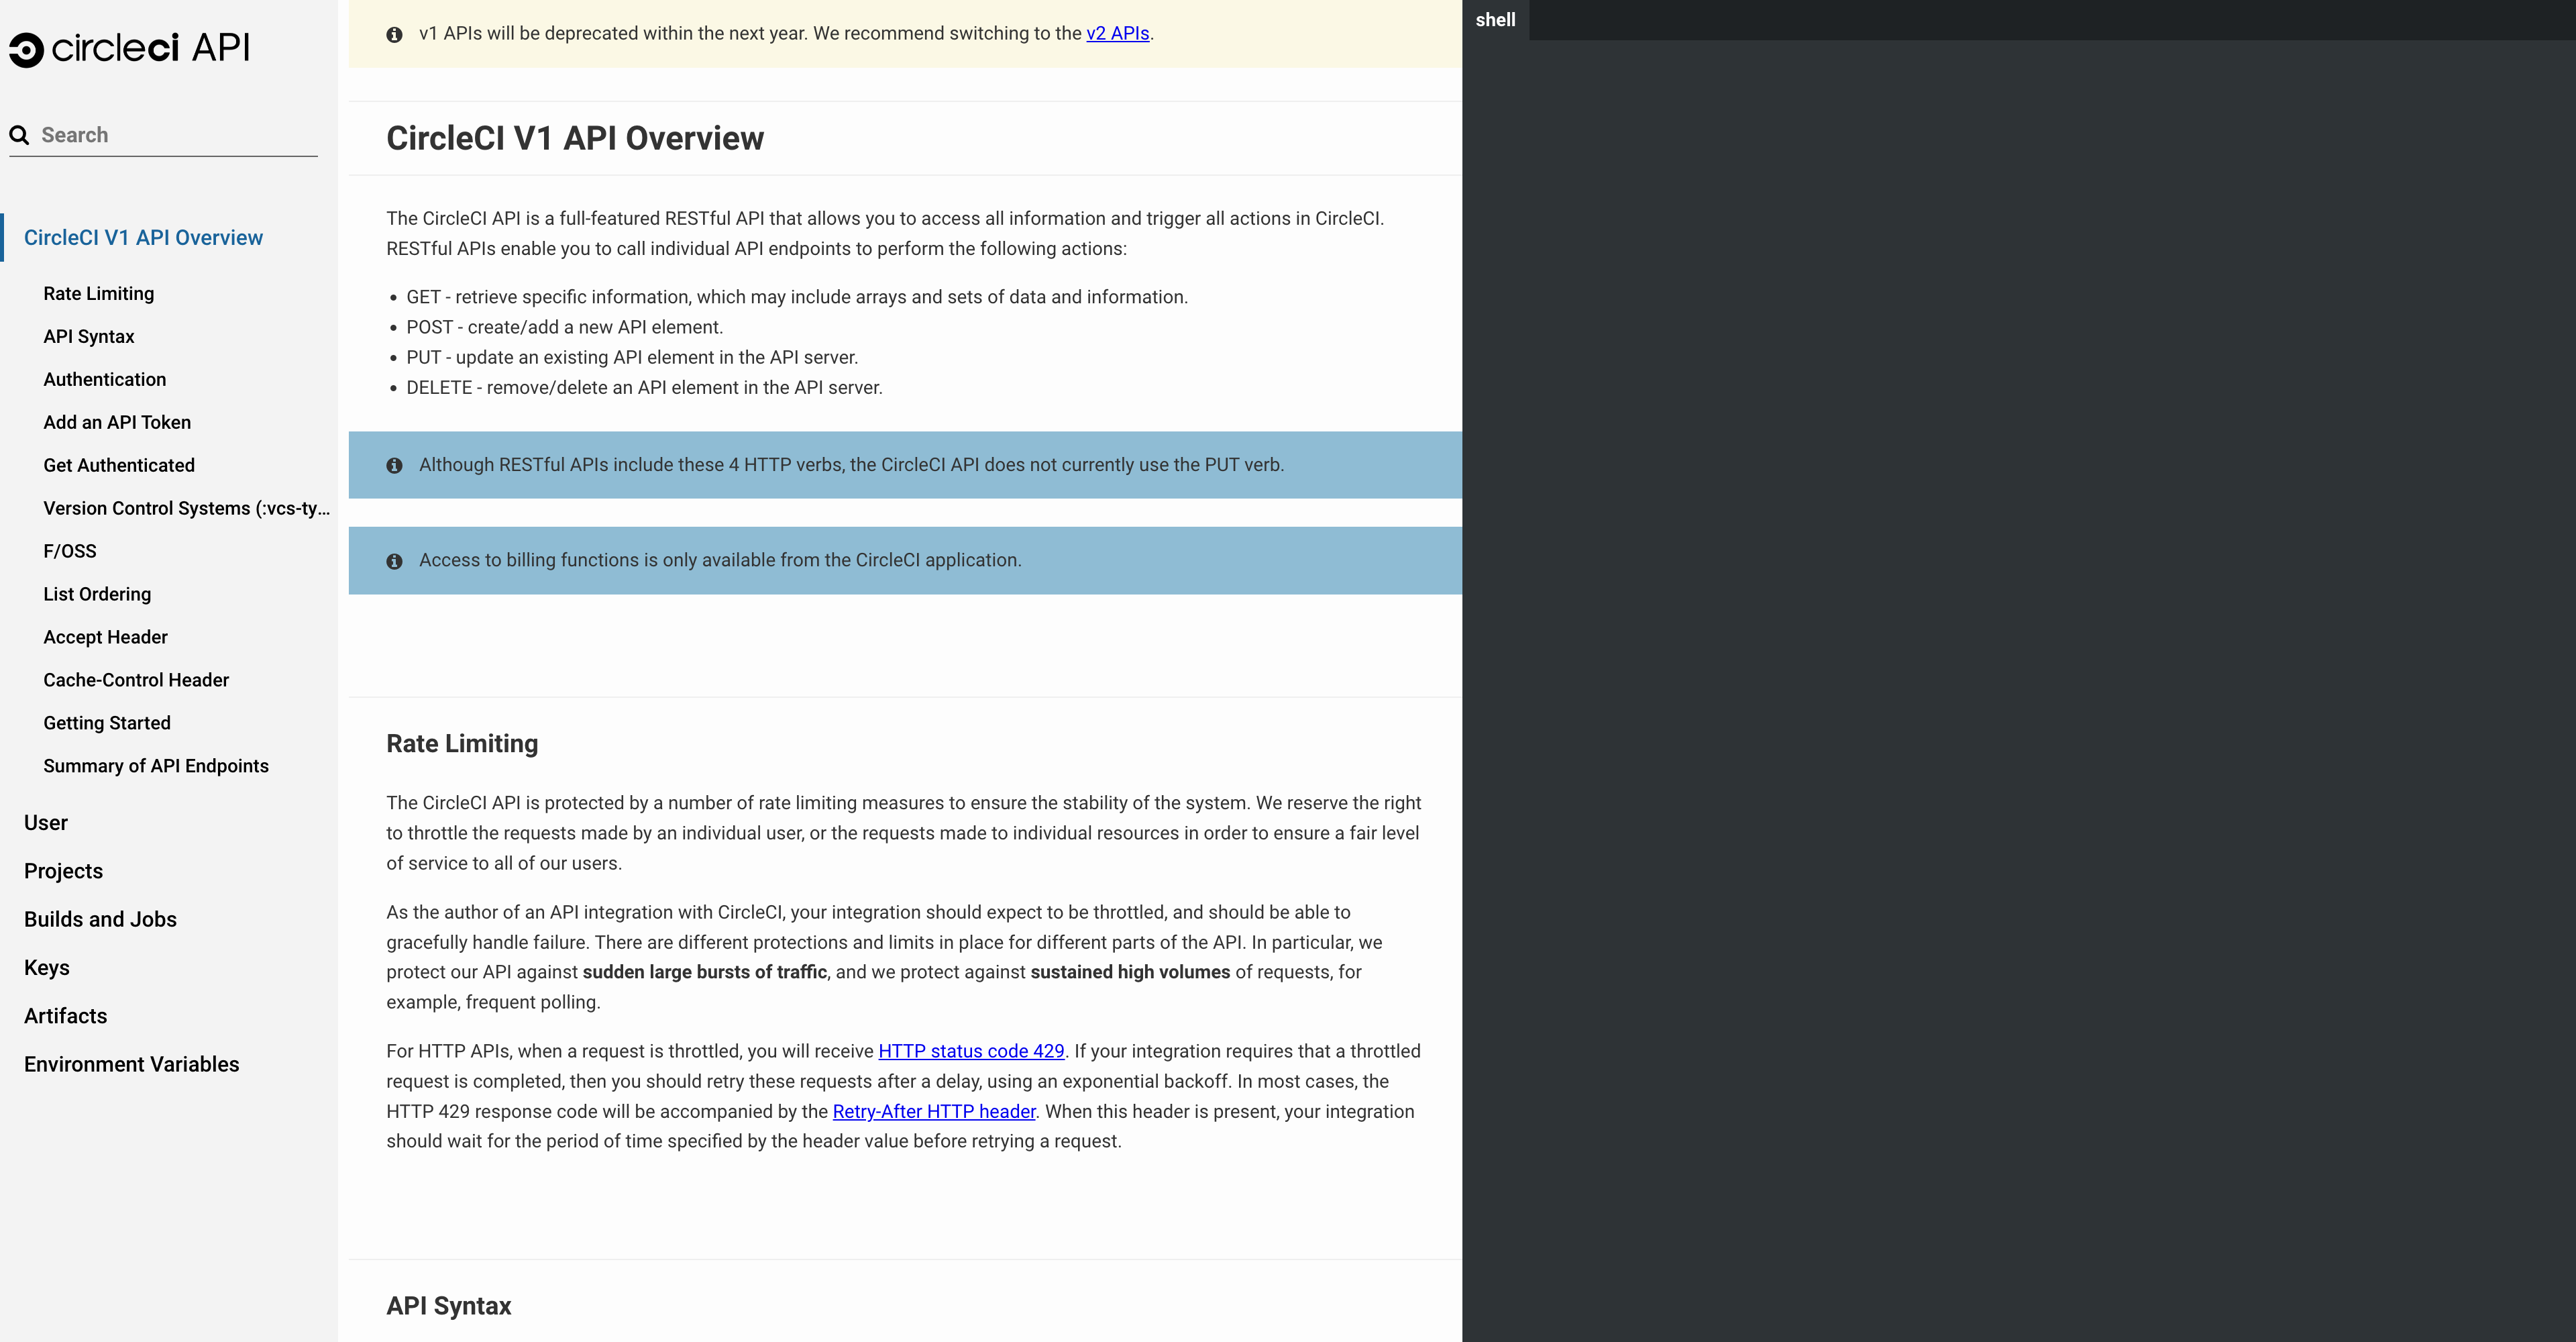 circleci API
Search
CircleCI V1 API Overview
Rate Limiting
API Syntax
Authentication
Add an API Token
Get Authenticated
Version Control Systems (:vcs-ty...
F/OSS
List Ordering
Accept Header
Cache-Control Header
Getting Started
Summary of API Endpoints
User
Projects
Builds and Jobs
Keys
Artifacts
Environment Variables
v1 APIs will be deprecated within the next year. We recommend switching to the v2 APIs.
CircleCI V1 API Overview
The CircleCI API is a full-featured RESTful API that allows you to access all information and trigger all actions in CircleCI.
RESTful APIs enable you to call individual API endpoints to perform the following actions:
• GET - retrieve specific information, which may include arrays and sets of data and information.
• POST - create/add a new API element.
• PUT - update an existing API element in the API server.
• DELETE - remove/delete an API element in the API server.
Although RESTful APIs include these 4 HTTP verbs, the CircleCI API does not currently use the PUT verb.
Access to billing functions is only available from the CircleCI application.
Rate Limiting
The CircleCI API is protected by a number of rate limiting measures to ensure the stability of the system. We reserve the right
to throttle the requests made by an individual user, or the requests made to individual resources in order to ensure a fair level
of service to all of our users.
As the author of an API integration with CircleCI, your integration should expect to be throttled, and should be able to
gracefully handle failure. There are different protections and limits in place for different parts of the API. In particular, we
protect our API against sudden large bursts of traffic, and we protect against sustained high volumes of requests, for
example, frequent polling.
For HTTP APIs, when a request is throttled, you will receive HTTP status code 429. If your integration requires that a throttled
request is completed, then you should retry these requests after a delay, using an exponential backoff. In most cases, the
HTTP 429 response code will be accompanied by the Retry-After HTTP header. When this header is present, your integration
should wait for the period of time specified by the header value before retrying a request.
API Syntax
shell